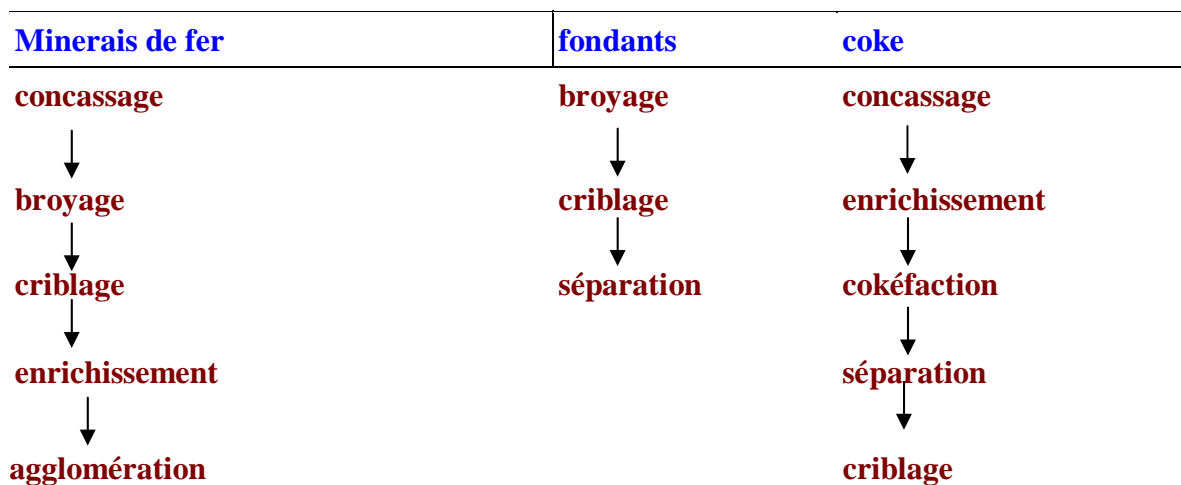 Minerais de fer fondants coke
concassage broyage concassage
broyage criblage enrichissement
criblage séparation cokéfaction
enrichissement séparation
agglomération criblage